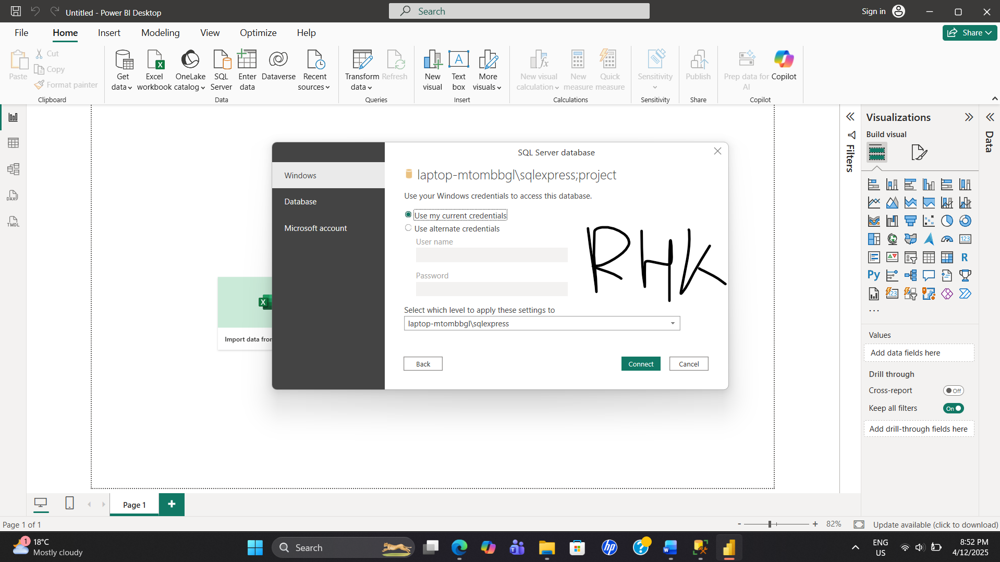 Untitled - Power BI Desktop
Search
Sign in
File Home Insert Modeling View Optimize Help
Share
Paste
Cut
Copy
Format painter
Clipboard
Get data
Excel workbook
OneLake catalog
SQL Server
Enter data
Dataverse
Recent sources
Data
Transform data
Refresh
Queries
New visual
Text box
More visuals
Insert
New visual calculation
New measure
Quick measure
Calculations
Sensitivity
Sensitivity
Publish
Share
Prep data for AI
Copilot
Copilot
DAX
TMDL
Import data from
SQL Server database
Windows
Database
Microsoft account
laptop-mtombbgl\sqlexpress;project
Use your Windows credentials to access this database.
Use my current credentials
Use alternate credentials
User name
Password
RHK
Select which level to apply these settings to
laptop-mtombbgl\sqlexpress
Back
Connect
Cancel
Filters
Visualizations
Build visual
123
R
Py
123
...
Values
Add data fields here
Drill through
Cross-report
Off
Keep all filters
On
Add drill-through fields here
Data
Page 1
+
Page 1 of 1
- + 82%
Update available (click to download)
1
18°C
Mostly cloudy
Search
ENG
US
8:52 PM
4/12/2025